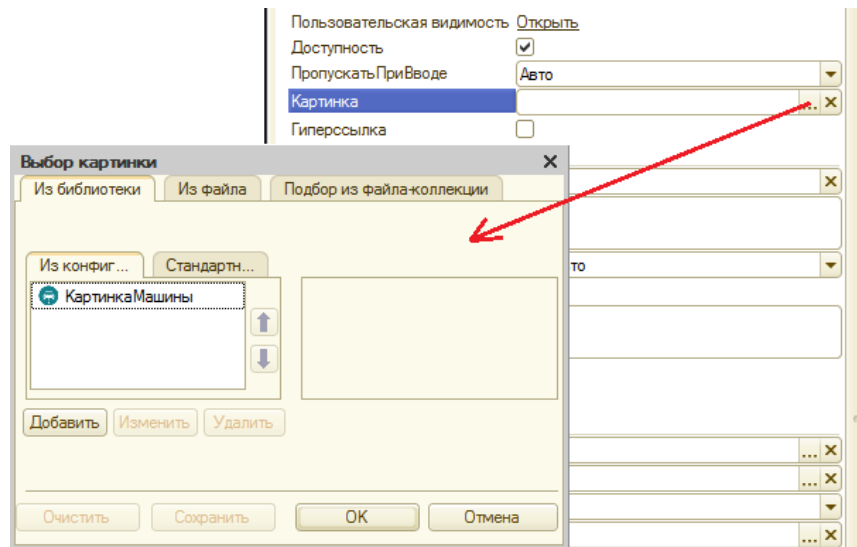 Пользовательская видимость Открыть
Доступность
ПропускатьПриВводе Авто
Картинка ...
Гиперссылка
Выбор картинки
Из библиотеки Из файла Подбор из файла-коллекции
Из конфиг... Стандартн...
то
КартинкаМашины
Добавить Изменить Удалить
...
...
Очистить Сохранить OK Отмена
...